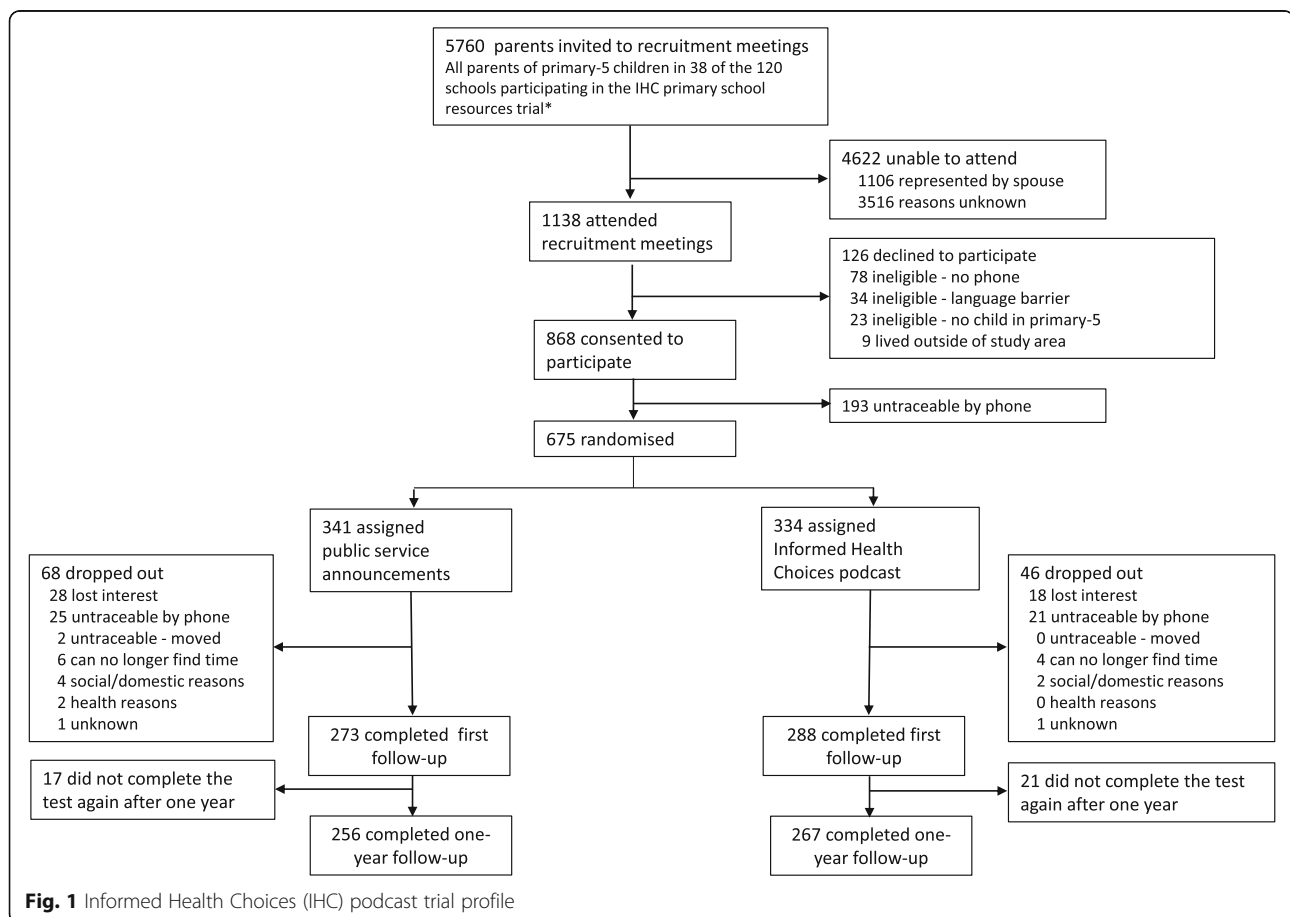 5760 parents invited to recruitment meetings
All parents of primary-5 children in 38 of the 120
schools participating in the IHC primary school
resources trial*
4622 unable to attend
1106 represented by spouse
3516 reasons unknown
1138 attended
recruitment meetings
126 declined to participate
78 ineligible - no phone
34 ineligible - language barrier
23 ineligible - no child in primary-5
9 lived outside of study area
868 consented to
participate
193 untraceable by phone
675 randomised
341 assigned
public service
announcements
334 assigned
Informed Health
Choices podcast
68 dropped out
28 lost interest
25 untraceable by phone
2 untraceable - moved
6 can no longer find time
4 social/domestic reasons
2 health reasons
1 unknown
46 dropped out
18 lost interest
21 untraceable by phone
0 untraceable - moved
4 can no longer find time
2 social/domestic reasons
0 health reasons
1 unknown
273 completed first
follow-up
288 completed first
follow-up
17 did not complete the
test again after one year
21 did not complete the test
again after one year
256 completed one-
year follow-up
267 completed one-
year follow-up
Fig. 1 Informed Health Choices (IHC) podcast trial profile